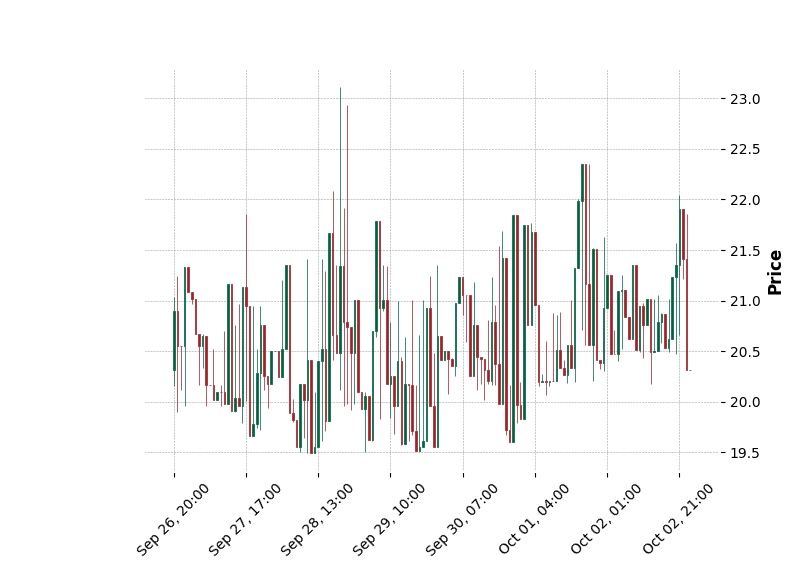 23.0
22.5
22.0
21.5
21.0
20.5
20.0
19.5
Price
Sep 26, 20:00
Sep 27, 17:00
Sep 28, 13:00
Sep 29, 10:00
Sep 30, 07:00
Oct 01, 04:00
Oct 02, 01:00
Oct 02, 21:00